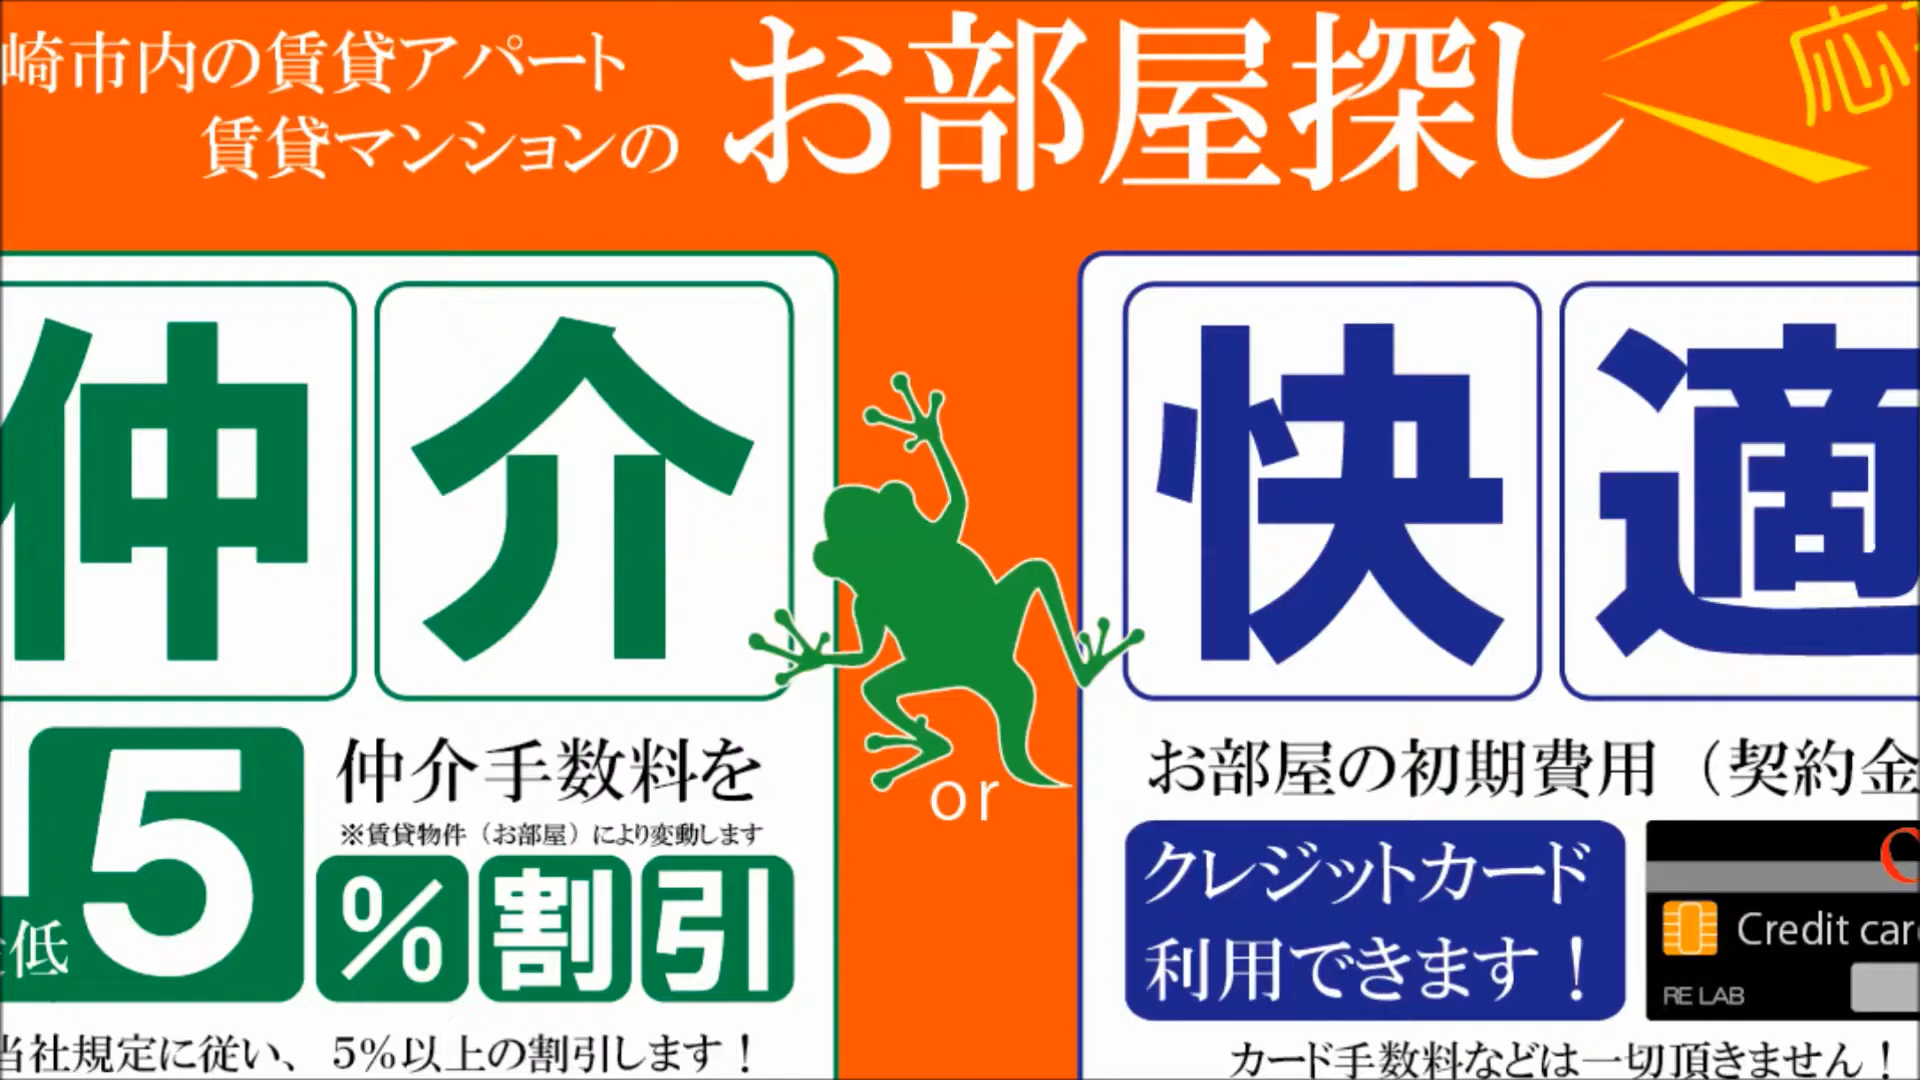 崎市内の賃貸アパート
賃貸マンションの
お部屋探し
応
仲介
快適
5
低
仲介手数料を
※賃貸物件（お部屋）により変動します
%割引
当社規定に従い、5%以上の割引します！
or
お部屋の初期費用（契約金
クレジットカード
利用できます！
Credit car
RE LAB
カード手数料などは一切頂きません！